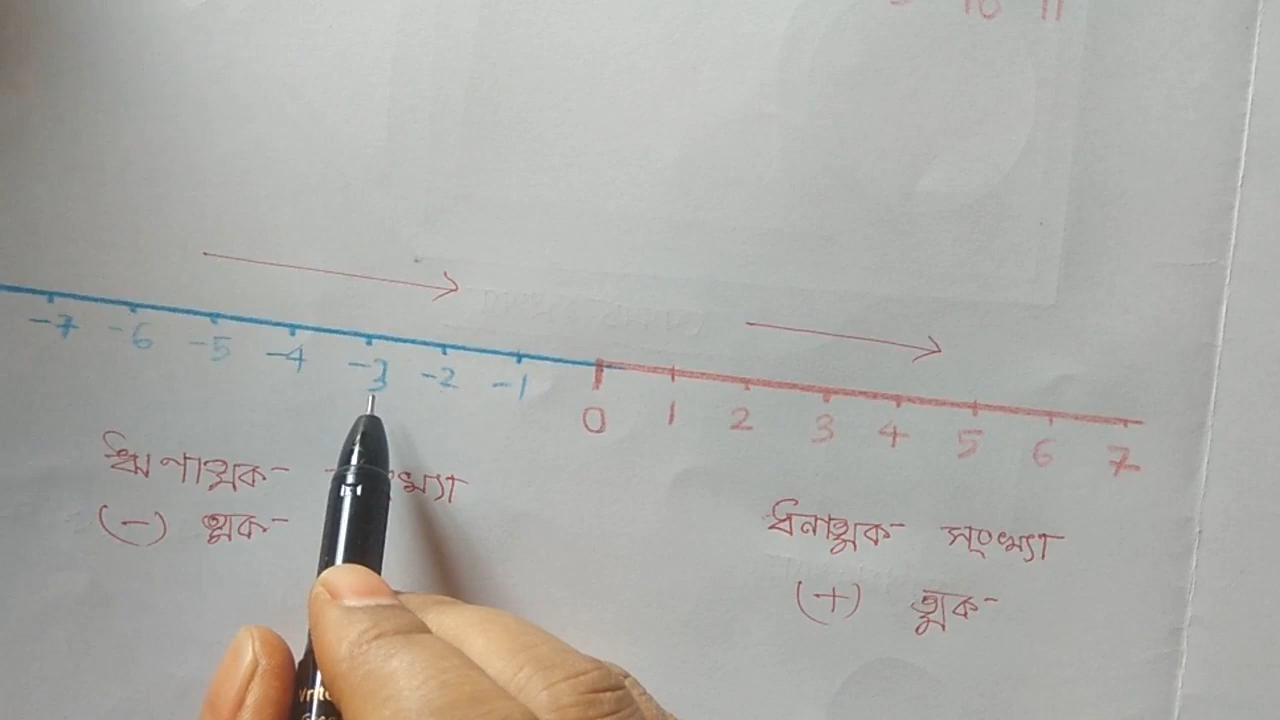 10 11
-7 -6 -5 -4 -3 -2 -1 0 1 2 3 4 5 6 7
ঋণাত্মক
(-) ত্মক
ধনাত্মক সংখ্যা
(+) ত্মক